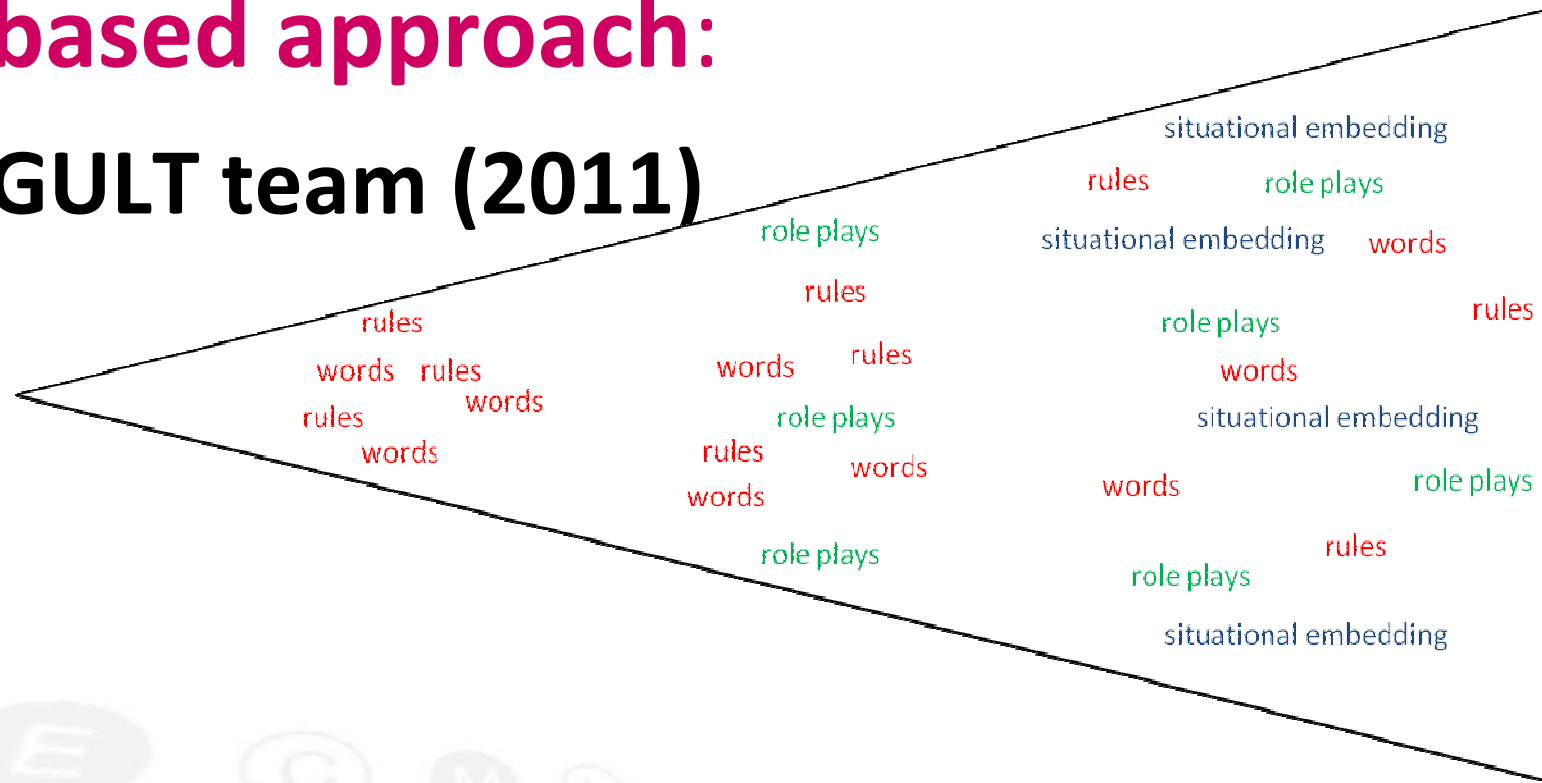 based approach:
GULT team (2011)
situational embedding
rules role plays
role plays
situational embedding words
rules
rules
rules
role plays
words rules
words rules
words
words
rules
role plays
situational embedding
words
rules
words
words
role plays
words
rules
role plays
role plays
situational embedding
E
C
M